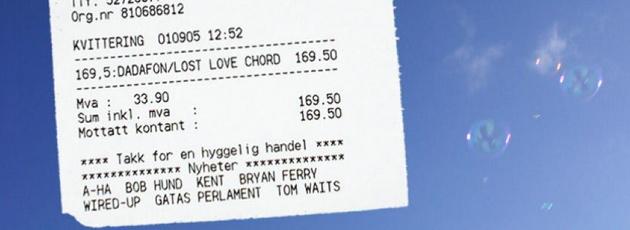 Org.nr 810686812
KVITTERING 010905 12:52
169,5:DADAFON/LOST LOVE CHORD 169.50
Mva : 33.90
Sum inkl. mva : 169.50
Mottatt kontant : 169.50
**** Takk for en hyggelig handel ****
************** Nyheter **************
A-HA BOB HUND KENT BRYAN FERRY
WIRED-UP GATAS PERLAMENT TOM WAITS